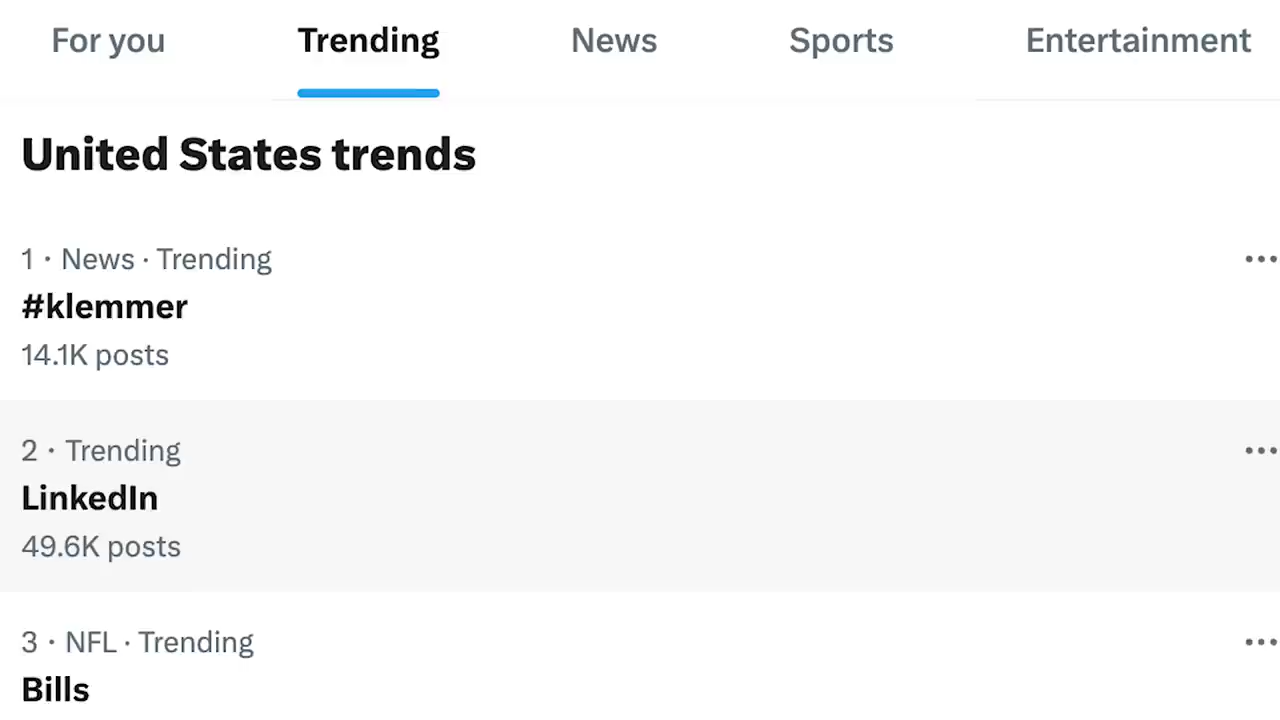 For you Trending News Sports Entertainment
United States trends
1 · News · Trending
#klemmer
14.1K posts
2 · Trending
LinkedIn
49.6K posts
3 · NFL · Trending
Bills